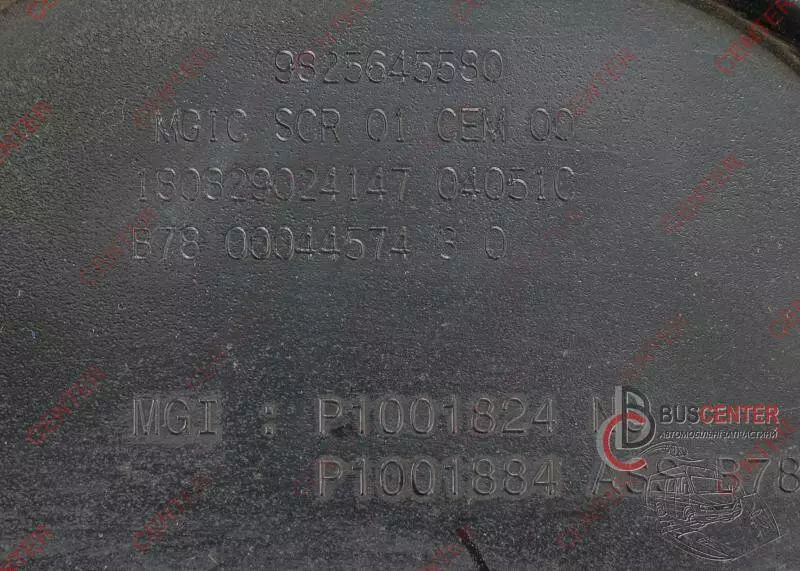 9825645580
MGIC SCR 01 CEM 00
180829024147 04051C
B78 00044574 3 0
MGI : P1001824
P1001884 ASS B78
BUSCENTER
АВТОМОБІЛЬНІ ЗАПЧАСТИНИ